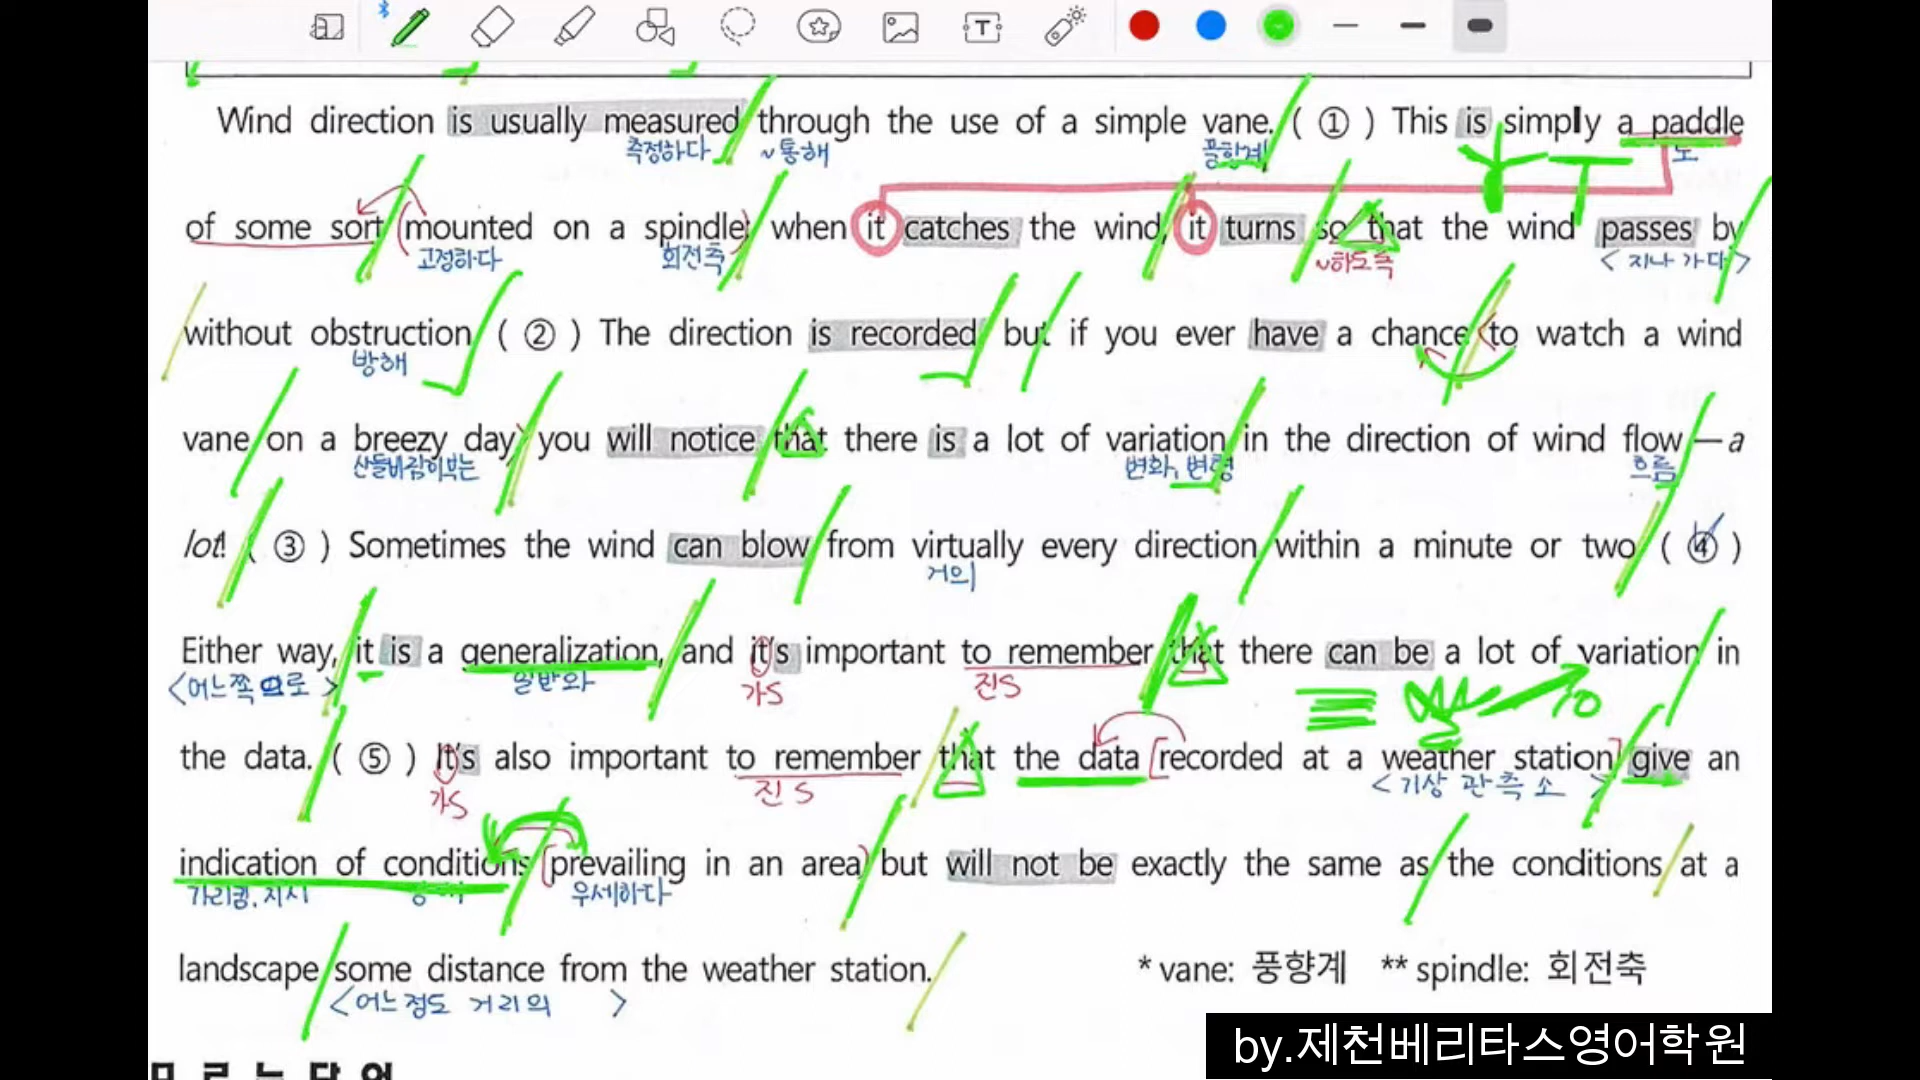 Wind direction is usually measured through the use of a simple vane. ( ① ) This is simply a paddle
측정하다 ~통해 풍향계 노
of some sort mounted on a spindle; when it catches the wind, it turns so that the wind passes by
고정하다 회전축 ~하도록 <지나 가다>
without obstruction. ( ② ) The direction is recorded, but if you ever have a chance to watch a wind
방해
vane on a breezy day, you will notice that there is a lot of variation in the direction of wind flow — a
산들바람이부는 변화, 변형 흐름
lot! ( ③ ) Sometimes the wind can blow from virtually every direction within a minute or two. ( ④ )
거의
Either way, it is a generalization, and it's important to remember that there can be a lot of variation in
<어느쪽으로> 일반화 가S 진S
the data. ( ⑤ ) It's also important to remember that the data recorded at a weather station give an
가S 진S <기상 관측 소>
indication of conditions prevailing in an area but will not be exactly the same as the conditions at a
가리킴, 지시 우세하다
landscape some distance from the weather station. * vane: 풍향계 ** spindle: 회전축
<어느정도 거리의 >
by.제천베리타스영어학원